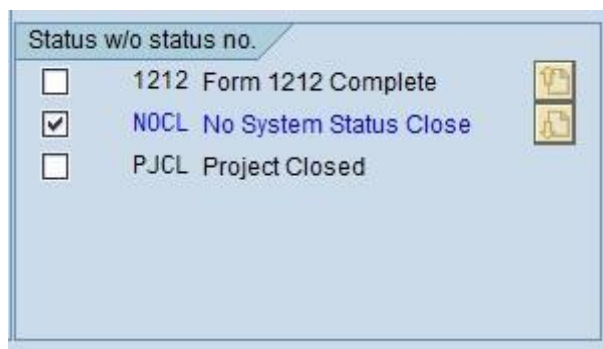 Status w/o status no.
1212 Form 1212 Complete
NOCL No System Status Close
PJCL Project Closed